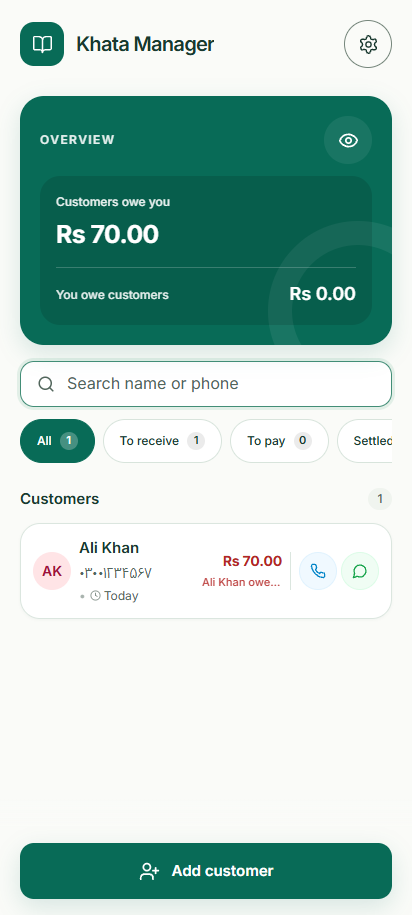 Khata Manager
OVERVIEW
Customers owe you
Rs 70.00
You owe customers
Rs 0.00
Search name or phone
All 1
To receive 1
To pay 0
Settled
Customers
1
AK
Ali Khan
۰۳۰۰۱۲۳۴۵۶۷
Today
Rs 70.00
Ali Khan owe...
Add customer